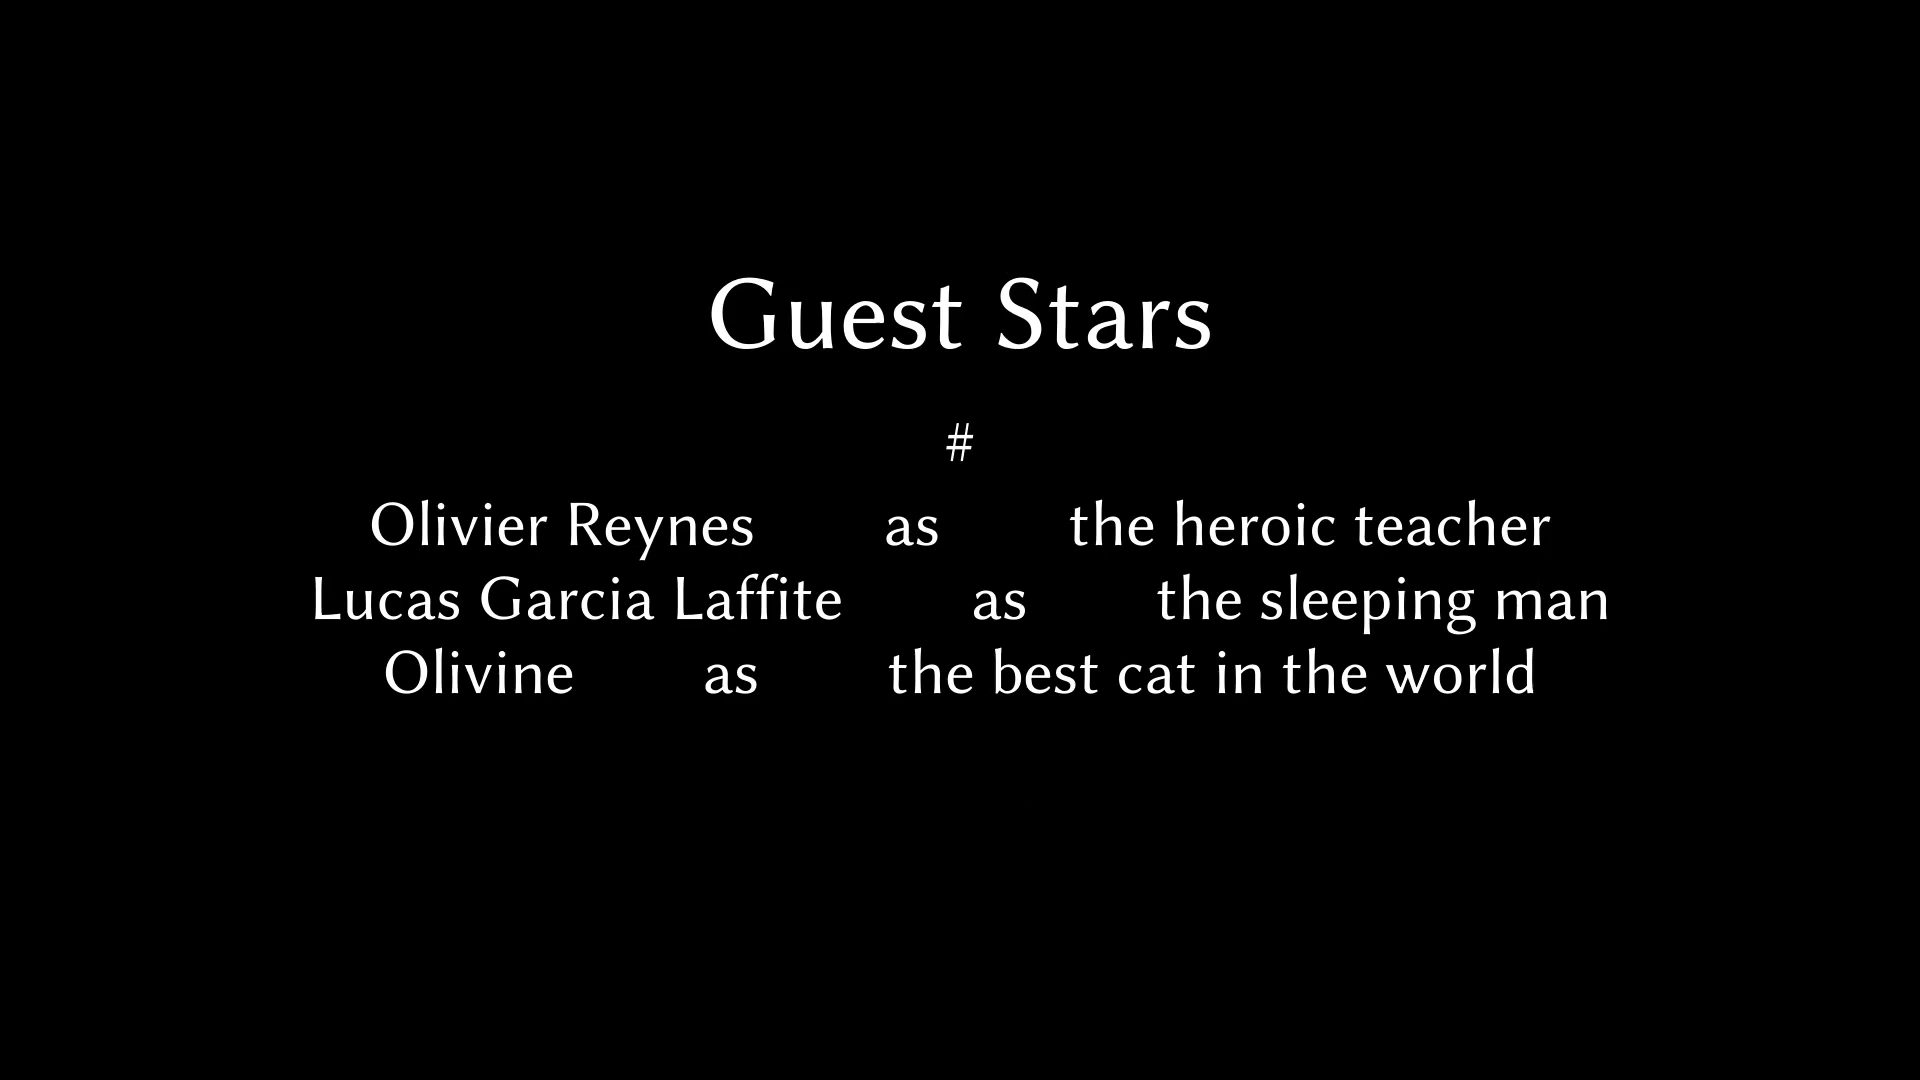 Guest Stars
#
Olivier Reynes as the heroic teacher
Lucas Garcia Laffite as the sleeping man
Olivine as the best cat in the world